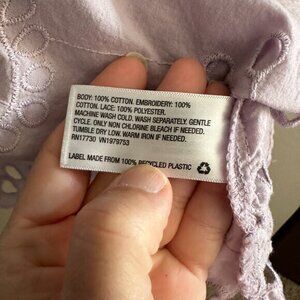 BODY: 100% COTTON. EMBROIDERY: 100%
COTTON. LACE: 100% POLYESTER.
MACHINE WASH COLD. WASH SEPARATELY. GENTLE
CYCLE. ONLY NON CHLORINE BLEACH IF NEEDED.
TUMBLE DRY LOW. WARM IRON IF NEEDED.
RN17730 VN1979753
LABEL MADE FROM 100% RECYCLED PLASTIC